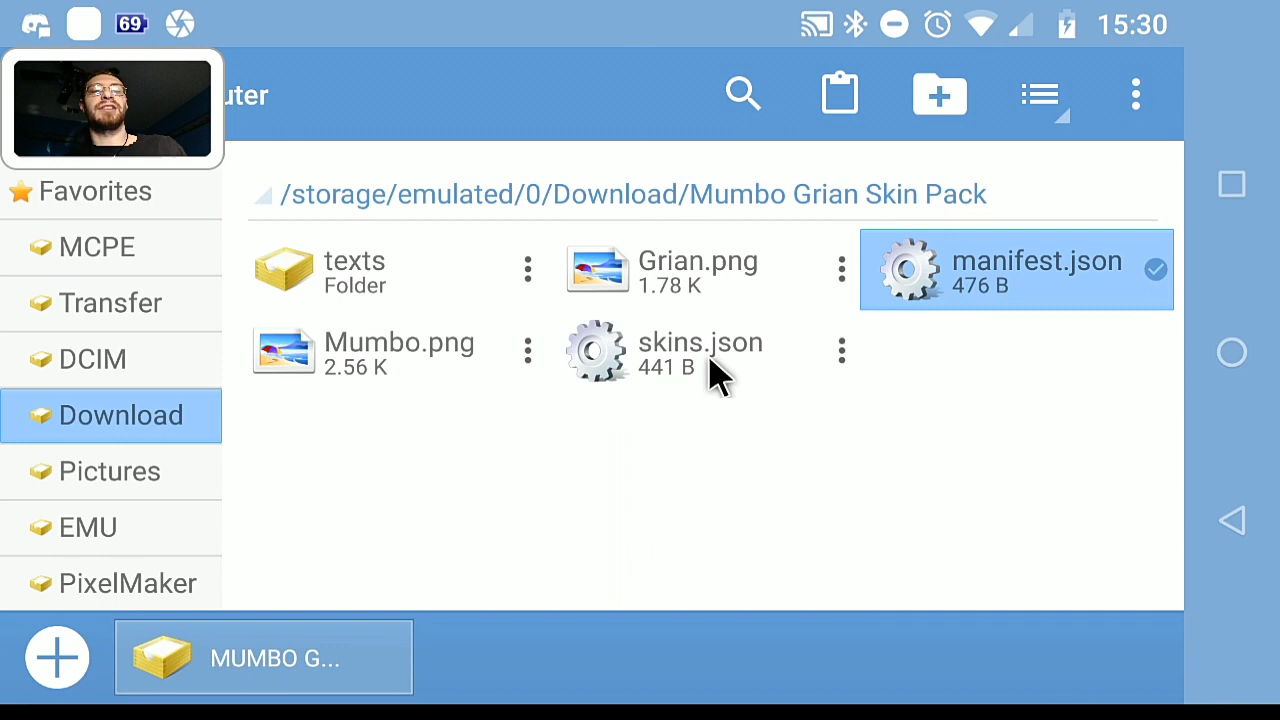 69
15:30
uter
/storage/emulated/0/Download/Mumbo Grian Skin Pack
Favorites
MCPE
Transfer
DCIM
Download
Pictures
EMU
PixelMaker
texts
Folder
Grian.png
1.78 K
manifest.json
476 B
Mumbo.png
2.56 K
skins.json
441 B
MUMBO G...